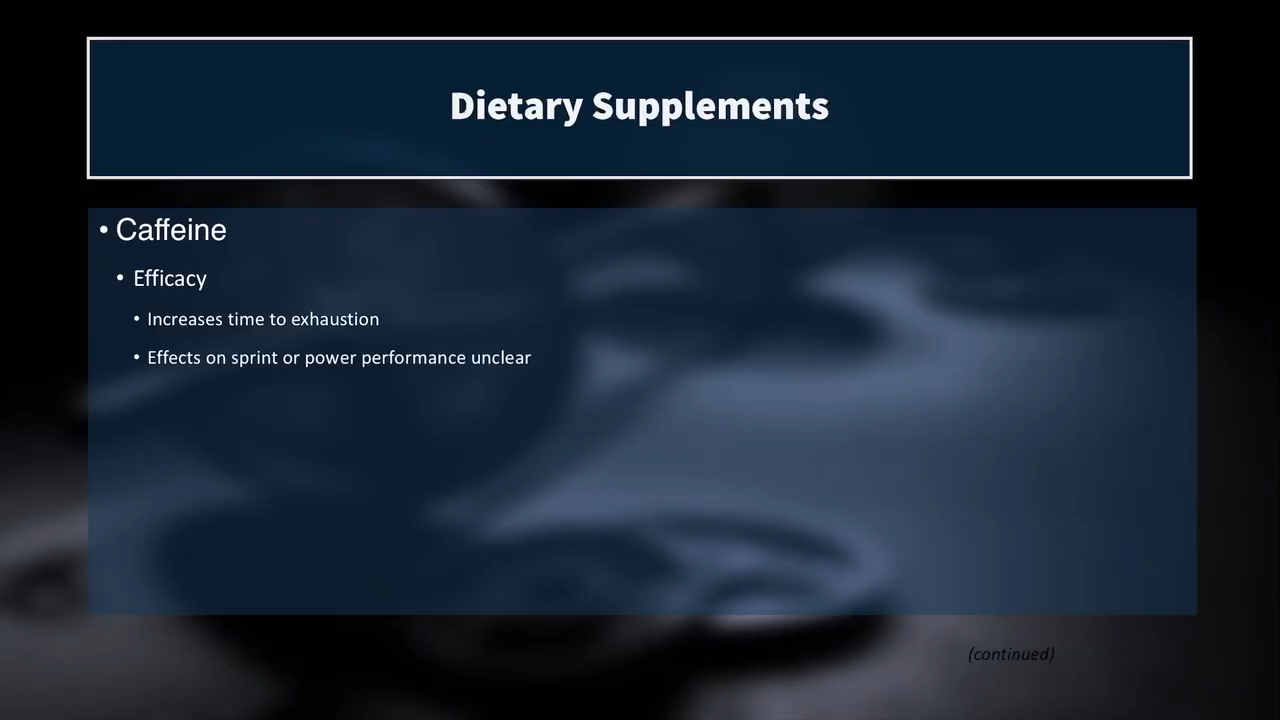 Dietary Supplements
• Caffeine
• Efficacy
• Increases time to exhaustion
• Effects on sprint or power performance unclear
(continued)